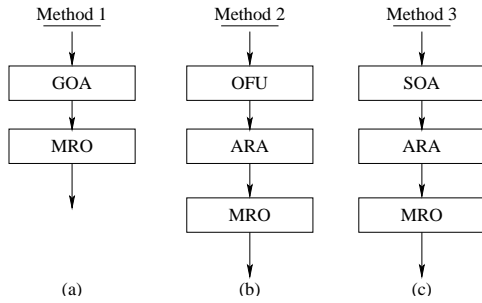 Method 1
GOA
MRO
(a)
Method 2
OFU
ARA
MRO
(b)
Method 3
SOA
ARA
MRO
(c)